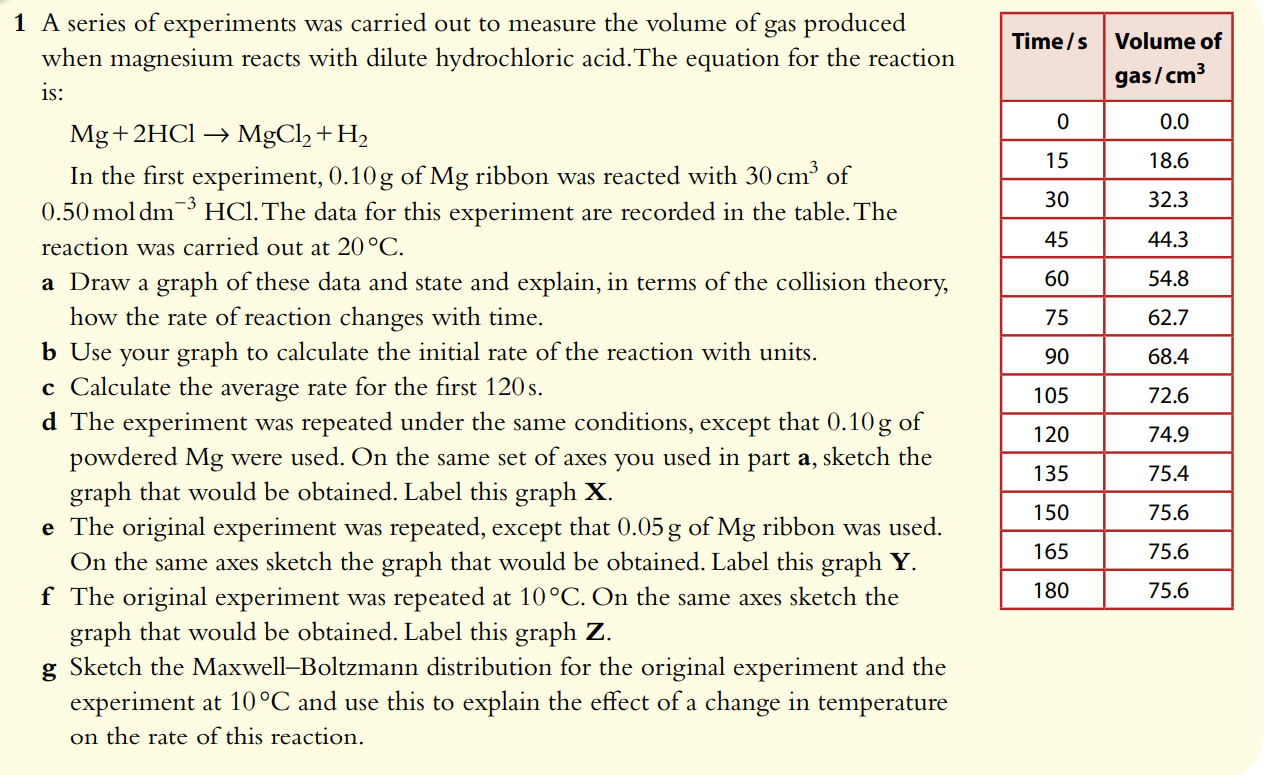 1 A series of experiments was carried out to measure the volume of gas produced
when magnesium reacts with dilute hydrochloric acid. The equation for the reaction
is:
Mg + 2HCl → MgCl₂ + H₂
In the first experiment, 0.10 g of Mg ribbon was reacted with 30 cm³ of
0.50 mol dm⁻³ HCl. The data for this experiment are recorded in the table. The
reaction was carried out at 20 °C.
a Draw a graph of these data and state and explain, in terms of the collision theory,
how the rate of reaction changes with time.
b Use your graph to calculate the initial rate of the reaction with units.
c Calculate the average rate for the first 120 s.
d The experiment was repeated under the same conditions, except that 0.10 g of
powdered Mg were used. On the same set of axes you used in part a, sketch the
graph that would be obtained. Label this graph X.
e The original experiment was repeated, except that 0.05 g of Mg ribbon was used.
On the same axes sketch the graph that would be obtained. Label this graph Y.
f The original experiment was repeated at 10 °C. On the same axes sketch the
graph that would be obtained. Label this graph Z.
g Sketch the Maxwell–Boltzmann distribution for the original experiment and the
experiment at 10 °C and use this to explain the effect of a change in temperature
on the rate of this reaction.
Time / s Volume of
gas / cm³
0 0.0
15 18.6
30 32.3
45 44.3
60 54.8
75 62.7
90 68.4
105 72.6
120 74.9
135 75.4
150 75.6
165 75.6
180 75.6